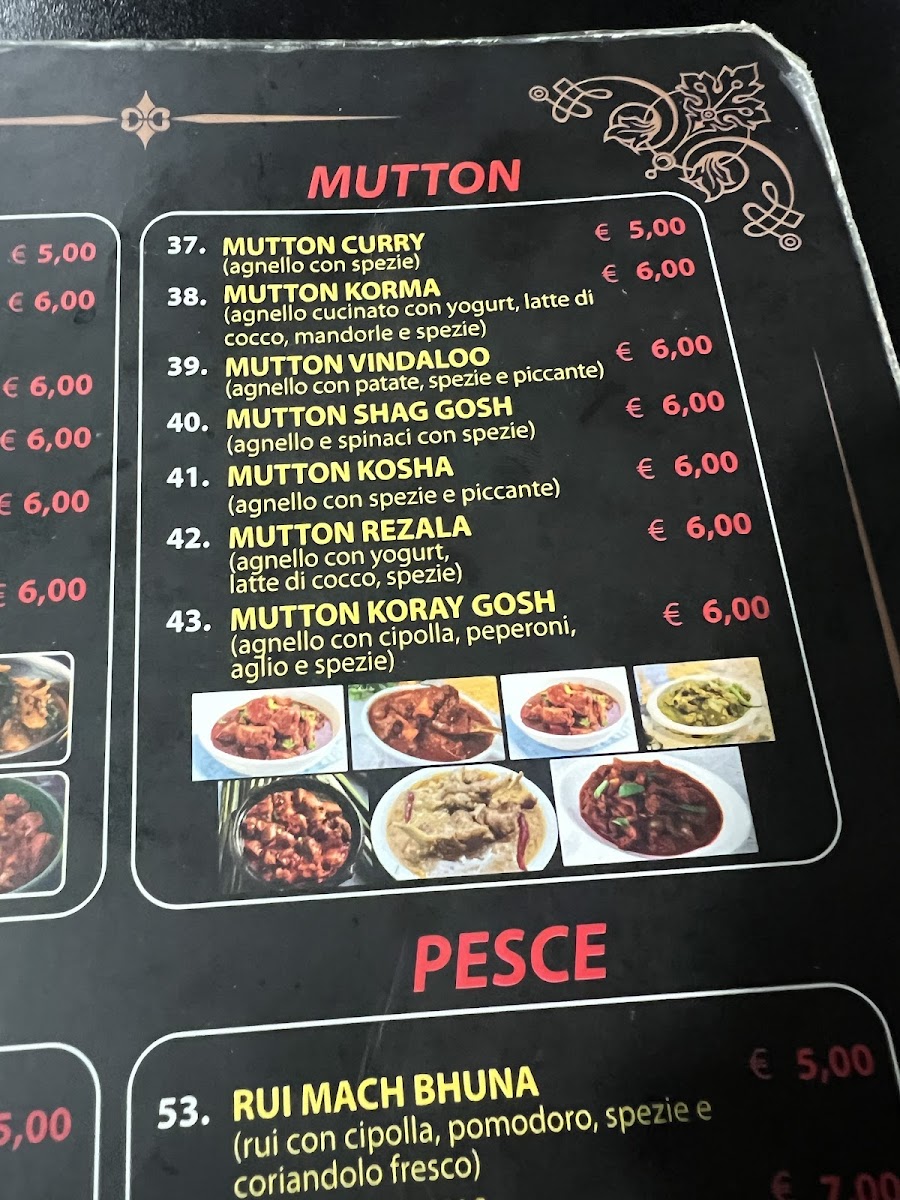 € 5,00
€ 6,00
€ 6,00
€ 6,00
€ 6,00
€ 6,00
5,00
MUTTON
37. MUTTON CURRY € 5,00
(agnello con spezie)
38. MUTTON KORMA € 6,00
(agnello cucinato con yogurt, latte di
cocco, mandorle e spezie)
39. MUTTON VINDALOO € 6,00
(agnello con patate, spezie e piccante)
40. MUTTON SHAG GOSH € 6,00
(agnello e spinaci con spezie)
41. MUTTON KOSHA € 6,00
(agnello con spezie e piccante)
42. MUTTON REZALA € 6,00
(agnello con yogurt,
latte di cocco, spezie)
43. MUTTON KORAY GOSH € 6,00
(agnello con cipolla, peperoni,
aglio e spezie)
PESCE
53. RUI MACH BHUNA € 5,00
(rui con cipolla, pomodoro, spezie e
coriandolo fresco)
€ 7,00